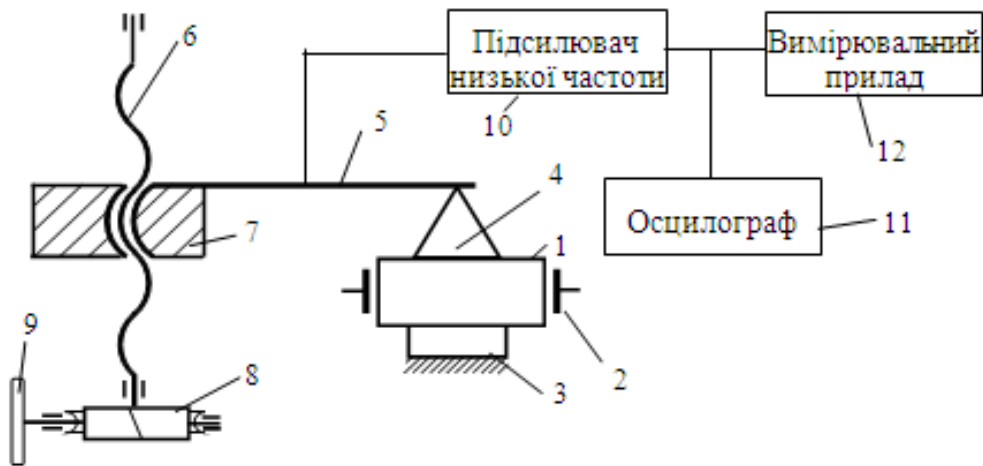 6
Підсилювач
низької частоти
Вимірювальний
прилад
10
12
5
4
Осцилограф
11
7
1
9
8
3
2